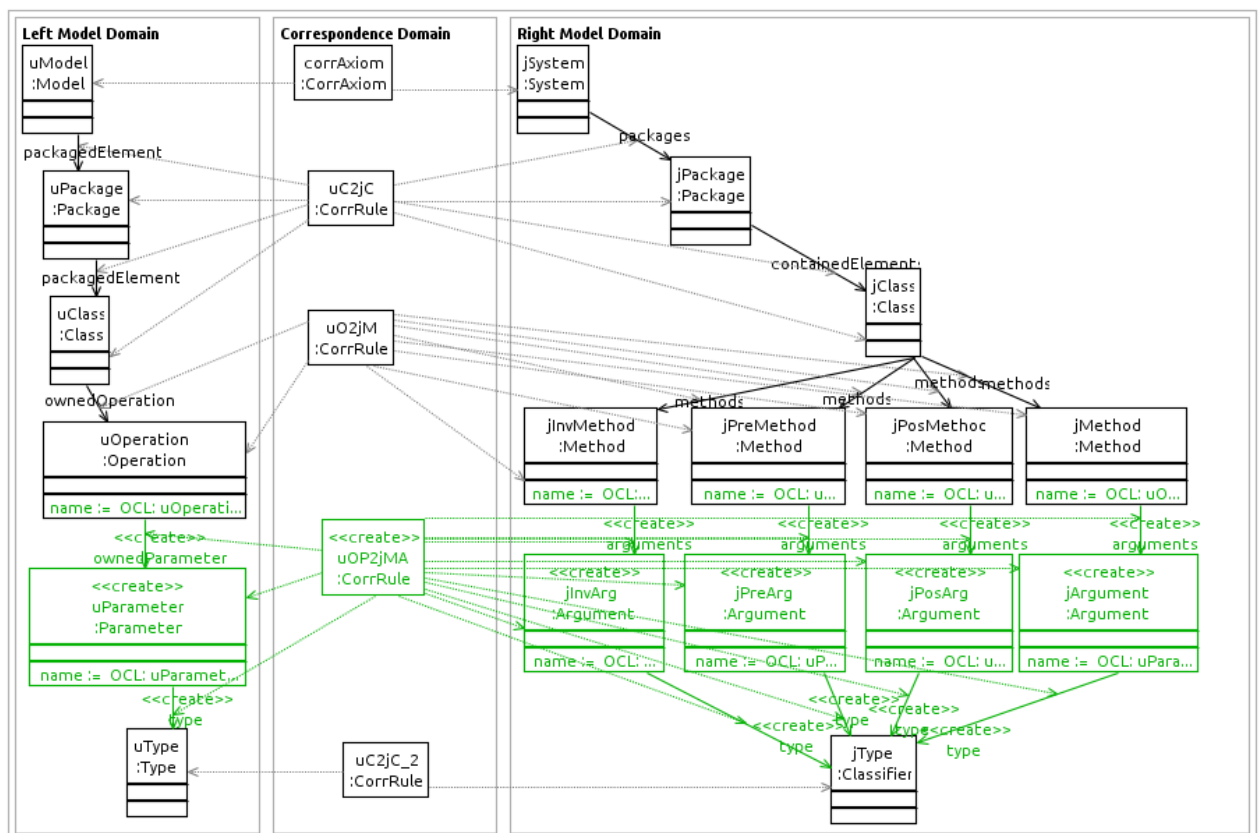 Left Model Domain
Correspondence Domain
Right Model Domain
uModel
:Model
corrAxiom
:CorrAxiom
jSystem
:System
packagedElement
packages
uPackage
:Package
uC2jC
:CorrRule
jPackage
:Package
packagedElement
containedElements
uClass
:Class
jClass
:Class
uO2jM
:CorrRule
ownedOperation
methods
methods
methods
methods
uOperation
:Operation
jInvMethod
:Method
jPreMethod
:Method
jPosMethoc
:Method
jMethod
:Method
name := OCL: uOperati...
name := OCL:...
name := OCL: u...
name := OCL: u...
name := OCL: uO...
<<create>>
ownedParameter
<<create>>
uOP2jMA
:CorrRule
<<create>>
arguments
<<create>>
arguments
<<create>>
arguments
<<create>>
arguments
<<create>>
uParameter
:Parameter
<<create>>
jInvArg
:Argument
<<create>>
jPreArg
:Argument
<<create>>
jPosArg
:Argument
<<create>>
jArgument
:Argument
name := OCL: uParamet...
name := OCL: ...
name := OCL: uP...
name := OCL: u...
name := OCL: uPara...
<<create>>
type
<<create>>
type
<<create>>
type
<<create>>
type
<<create>>
type
uType
:Type
uC2jC_2
:CorrRule
jType
:Classifier